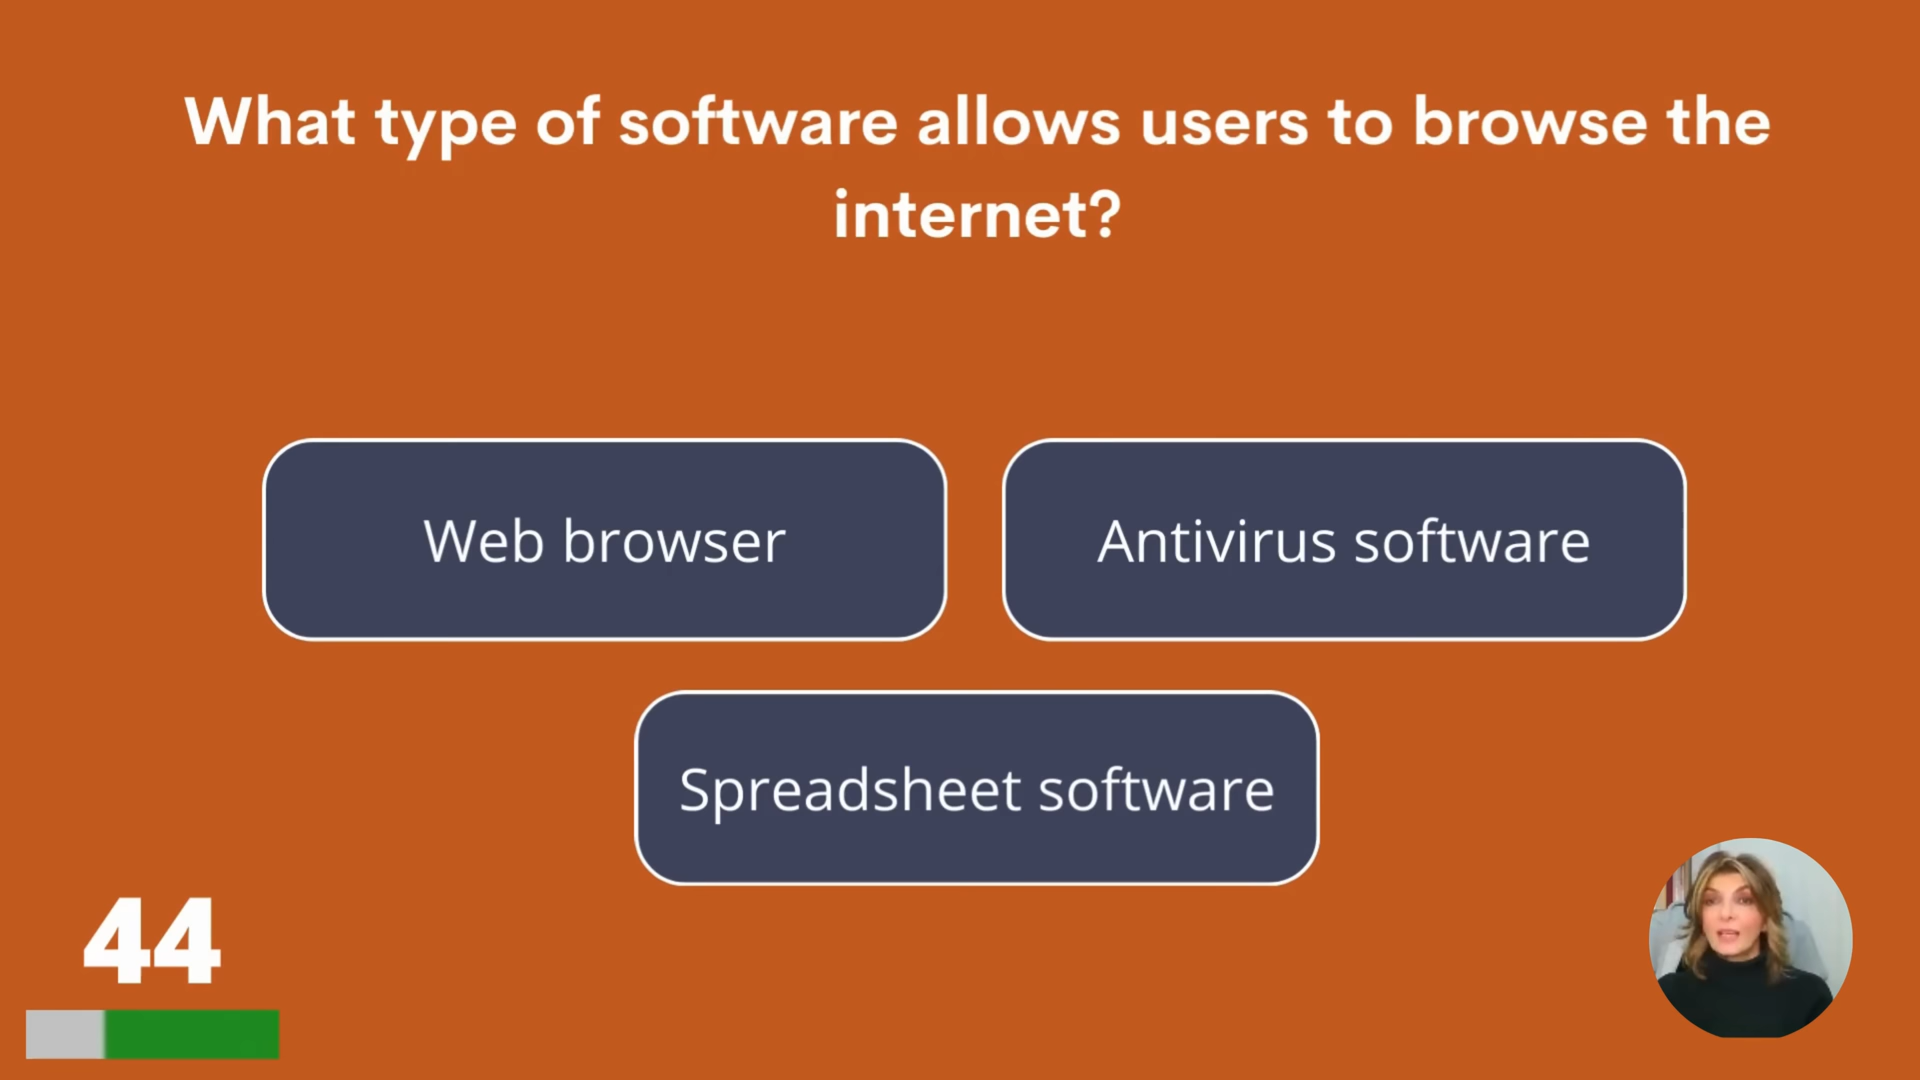 What type of software allows users to browse the
internet?
Web browser
Antivirus software
Spreadsheet software
44